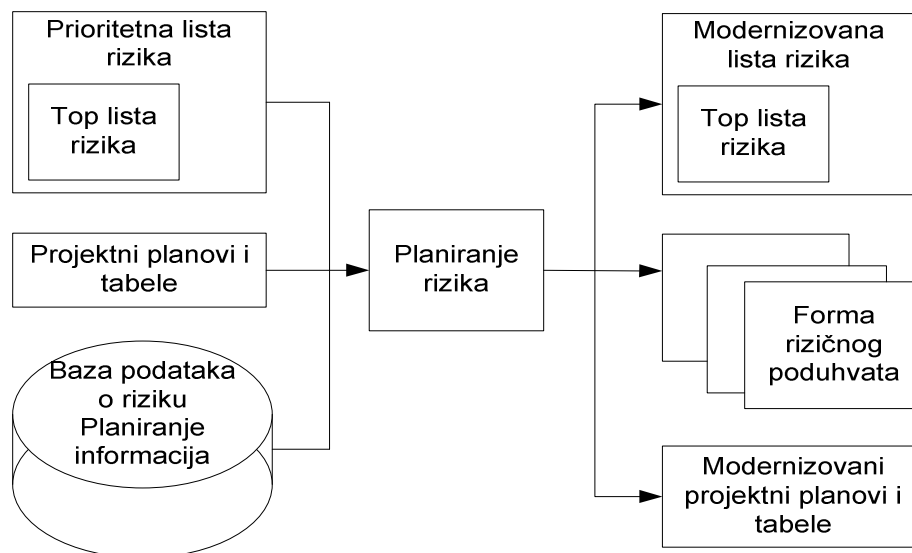 Prioritetna lista
rizika
Top lista
rizika
Projektni planovi i
tabele
Baza podataka
o riziku
Planiranje
informacija
Planiranje
rizika
Modernizovana
lista rizika
Top lista
rizika
Forma
rizičnog
poduhvata
Modernizovani
projektni planovi i
tabele